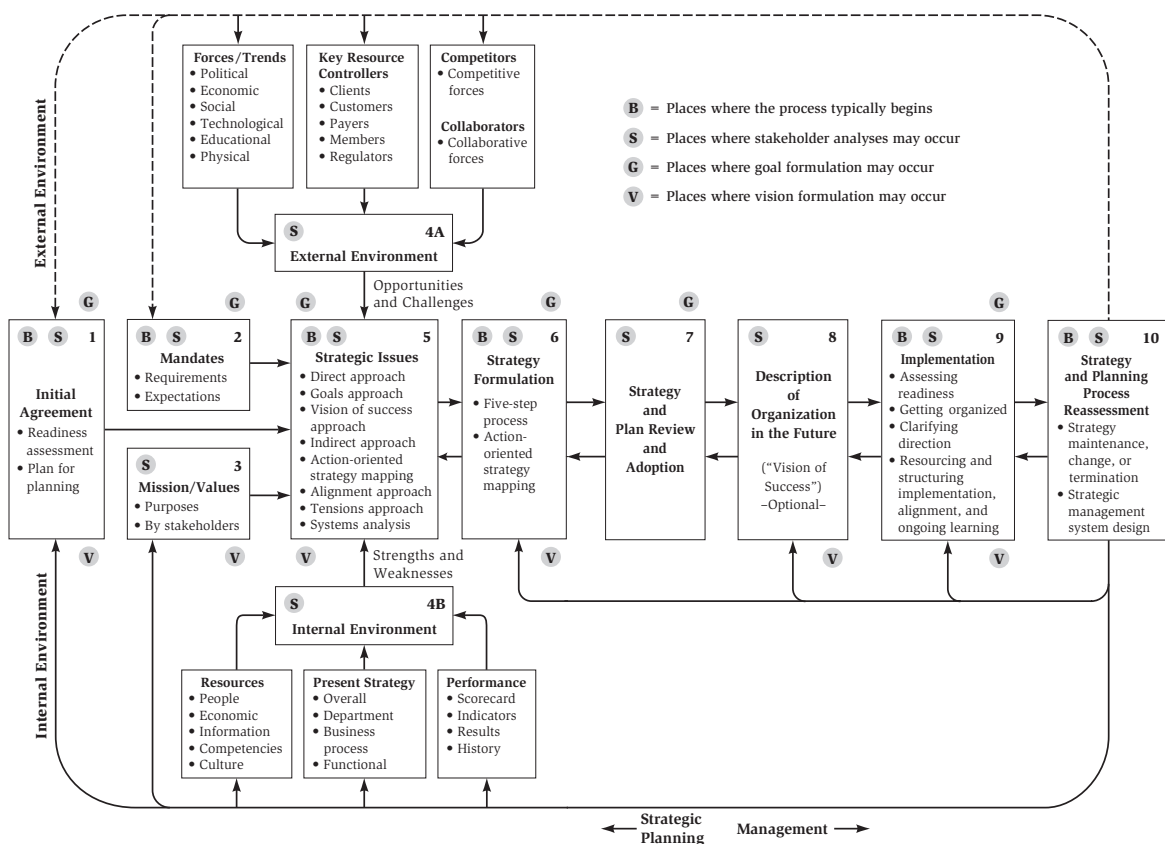 External Environment
Internal Environment
Forces/Trends
• Political
• Economic
• Social
• Technological
• Educational
• Physical
Key Resource
Controllers
• Clients
• Customers
• Payers
• Members
• Regulators
Competitors
• Competitive
forces
Collaborators
• Collaborative
forces
B = Places where the process typically begins
S = Places where stakeholder analyses may occur
G = Places where goal formulation may occur
V = Places where vision formulation may occur
S 4A
External Environment
Opportunities
and Challenges
G
B S 1
Initial
Agreement
• Readiness
assessment
• Plan for
planning
V
G
B S 2
Mandates
• Requirements
• Expectations
S 3
Mission/Values
• Purposes
• By stakeholders
V
G
B S 5
Strategic Issues
• Direct approach
• Goals approach
• Vision of success
approach
• Indirect approach
• Action-oriented
strategy mapping
• Alignment approach
• Tensions approach
• Systems analysis
V
Strengths and
Weaknesses
G
B S 6
Strategy
Formulation
• Five-step
process
• Action-
oriented
strategy
mapping
V
G
S 7
Strategy
and
Plan Review
and
Adoption
S 8
Description
of
Organization
in the Future
(“Vision of
Success”)
–Optional–
V
G
B S 9
Implementation
• Assessing
readiness
• Getting organized
• Clarifying
direction
• Resourcing and
structuring
implementation,
alignment, and
ongoing learning
V
B S 10
Strategy
and Planning
Process
Reassessment
• Strategy
maintenance,
change, or
termination
• Strategic
management
system design
S 4B
Internal Environment
Resources
• People
• Economic
• Information
• Competencies
• Culture
Present Strategy
• Overall
• Department
• Business
process
• Functional
Performance
• Scorecard
• Indicators
• Results
• History
Strategic
Planning
Management